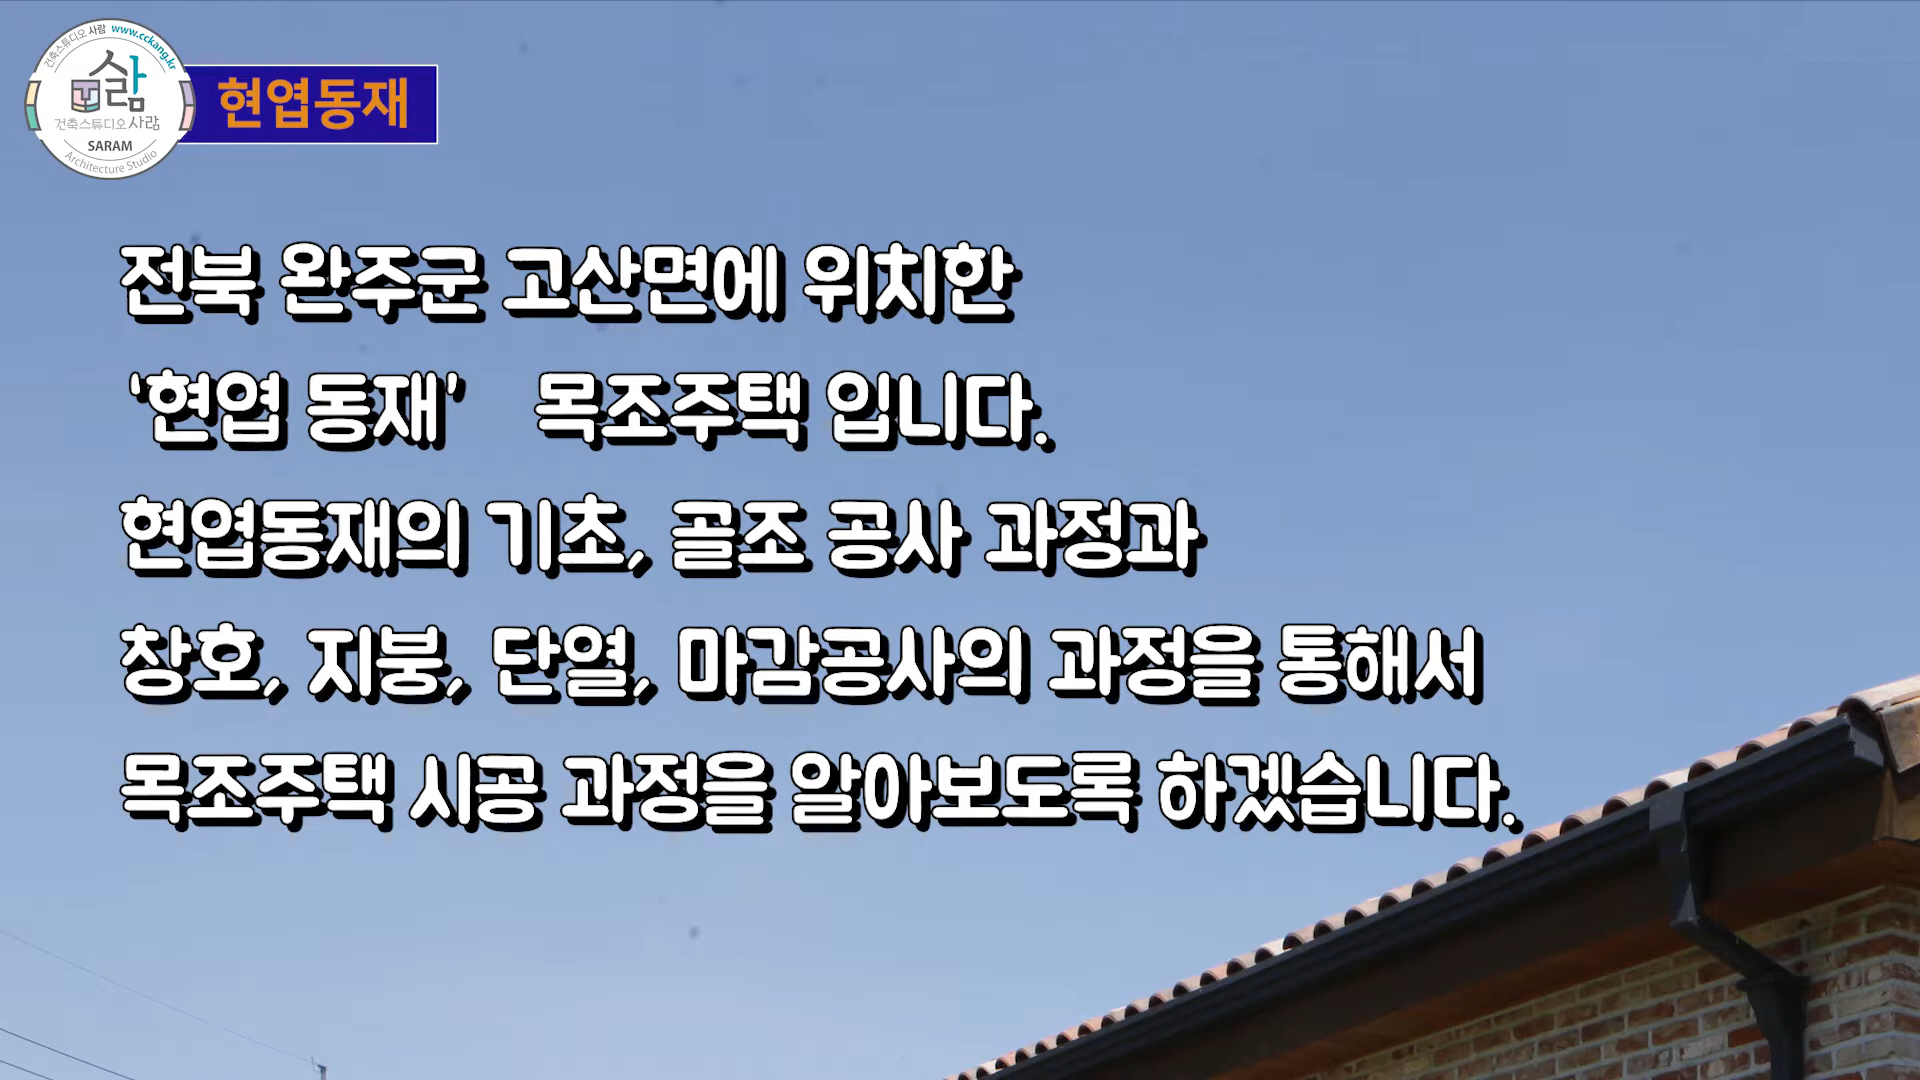 건축스튜디오 사람 www.cckang.kr
삶
건축스튜디오사람
SARAM
Architecture Studio
현엽동재
전북 완주군 고산면에 위치한
‘현엽 동재’ 목조주택 입니다.
현엽동재의 기초, 골조 공사 과정과
창호, 지붕, 단열, 마감공사의 과정을 통해서
목조주택 시공 과정을 알아보도록 하겠습니다.